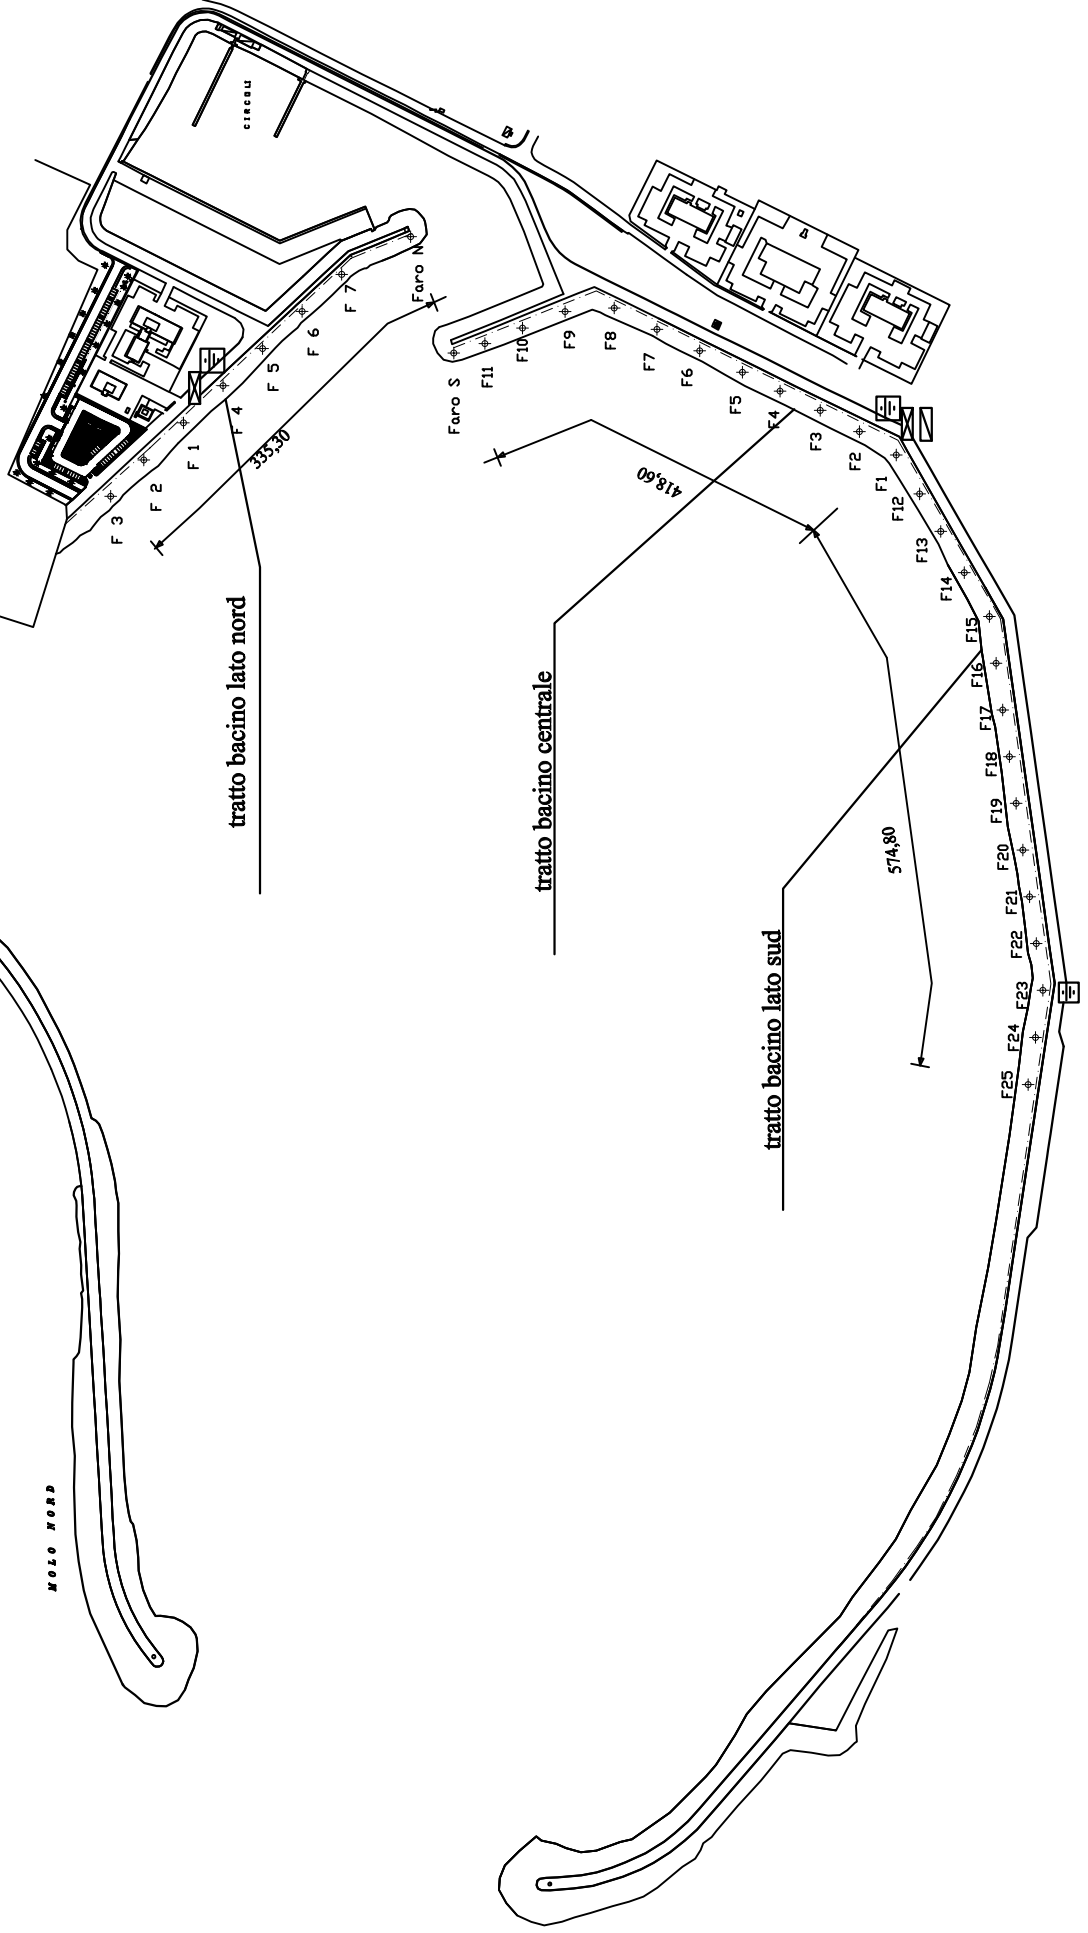 CIRCOLI
Faro N
F 7
F 6
F 5
F 4
F 1
F 2
F 3
335,30
Faro S
F11
F10
F9
F8
F7
F6
F5
F4
F3
F2
F1
F12
F13
F14
F15
F16
F17
F18
F19
F20
F21
F22
F23
F24
F25
418,60
574,80
tratto bacino lato nord
tratto bacino centrale
tratto bacino lato sud
MOLO NORD